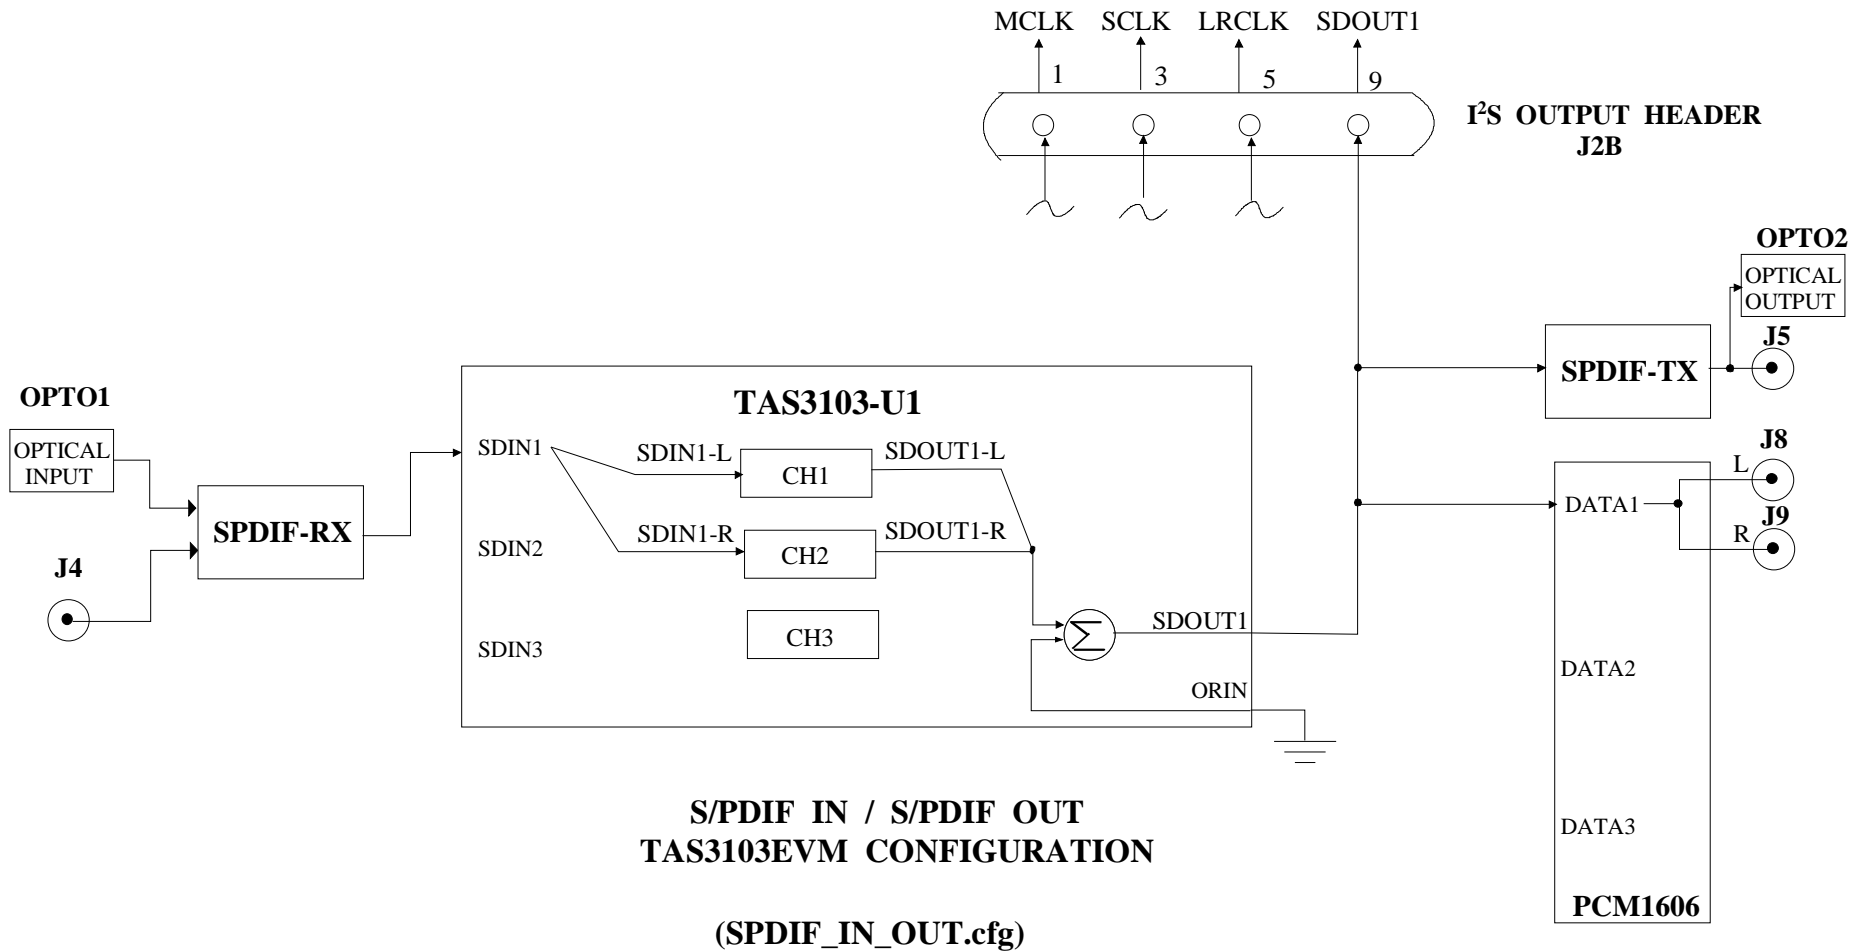 MCLK SCLK LRCLK SDOUT1
1 3 5 9
I²S OUTPUT HEADER
J2B
OPTO2
OPTICAL
OUTPUT
J5
SPDIF-TX
OPTO1
OPTICAL
INPUT
SPDIF-RX
J4
TAS3103-U1
SDIN1
SDIN1-L
CH1
SDOUT1-L
SDIN1-R
CH2
SDOUT1-R
SDIN2
CH3
SDIN3
Σ
SDOUT1
ORIN
J8
L
DATA1
J9
R
DATA2
DATA3
PCM1606
S/PDIF IN / S/PDIF OUT
TAS3103EVM CONFIGURATION
(SPDIF_IN_OUT.cfg)